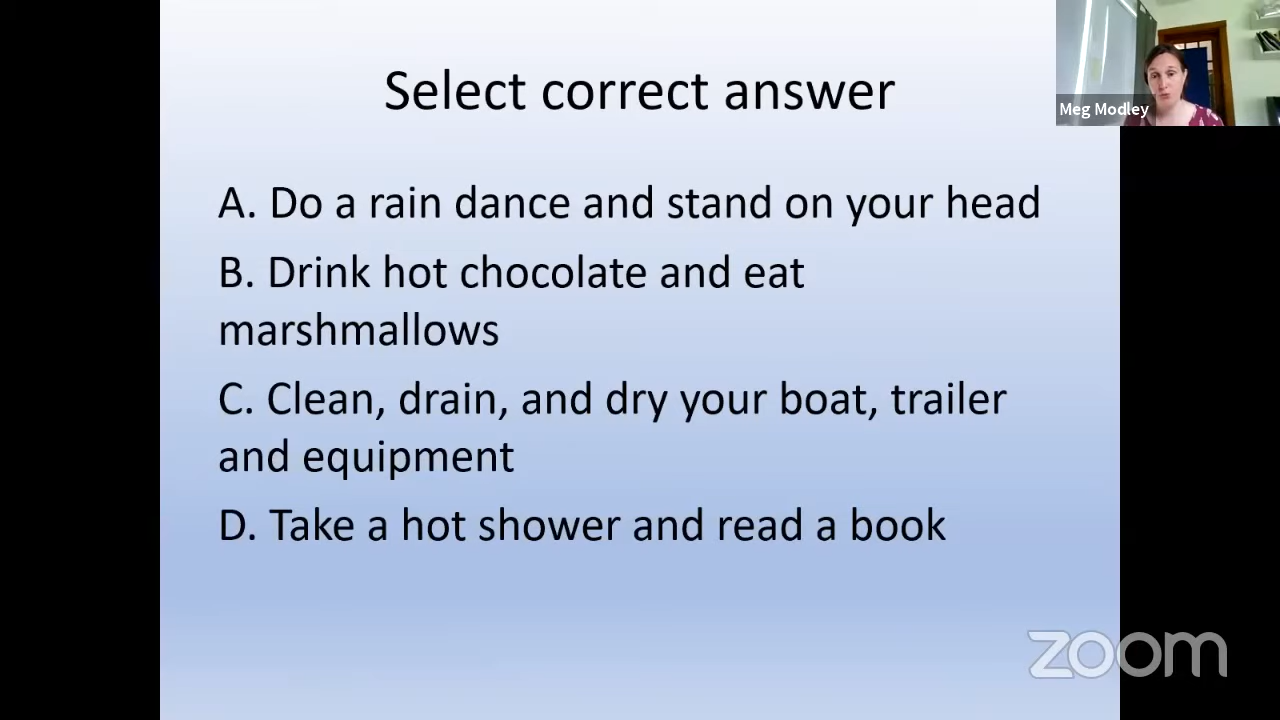 Select correct answer
Meg Modley
A. Do a rain dance and stand on your head
B. Drink hot chocolate and eat
marshmallows
C. Clean, drain, and dry your boat, trailer
and equipment
D. Take a hot shower and read a book
zoom